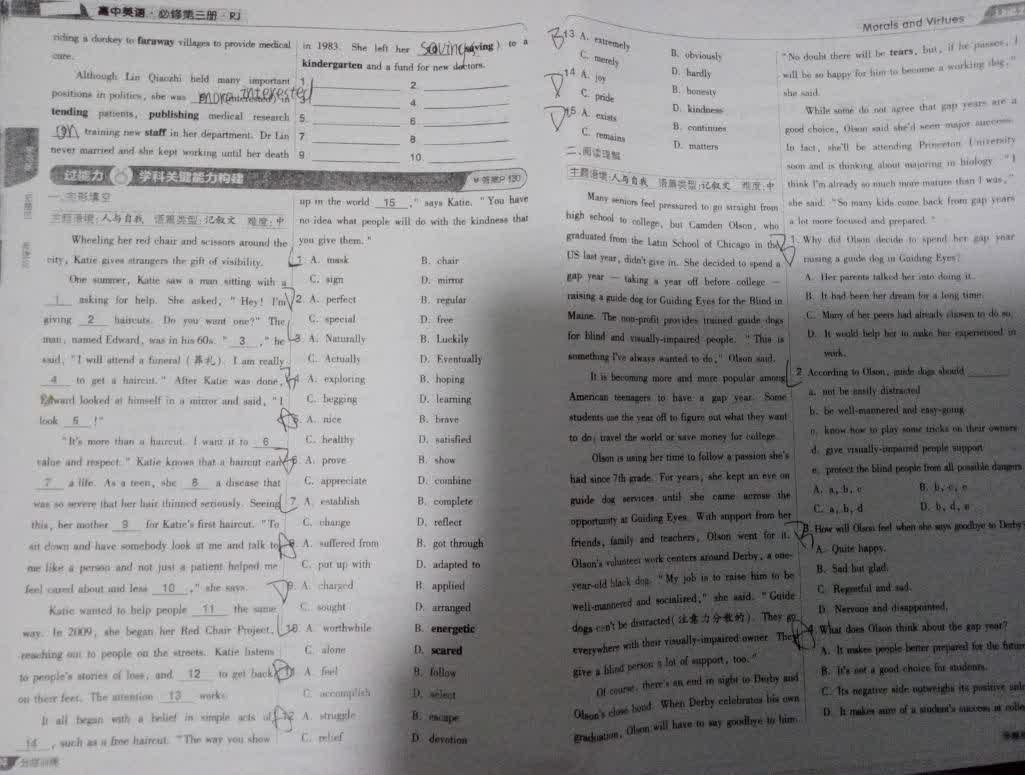 高中英语·必修第三册·RJ
riding a donkey to faraway villages to provide medical
care.
Although Lin Qiaozhi held many important
positions in politics, she was more interested (interested) in
tending patients, publishing medical research
on training new staff in her department. Dr Lin
never married and she kept working until her death
in 1983. She left her savings (saving) to a
kindergarten and a fund for new doctors.
1 2
3 4
5 6
7 8
9 10
过能力 学科关键能力构建
答案P 130
一、完形填空
主题语境:人与自我 语篇类型:记叙文 难度:中
Wheeling her red chair and scissors around the
city, Katie gives strangers the gift of visibility.
One summer, Katie saw a man sitting with a
1 asking for help. She asked, "Hey! I'm
giving 2 haircuts. Do you want one?" The
man, named Edward, was in his 60s. " 3 ," he
said, "I will attend a funeral (葬礼). I am really
4 to get a haircut." After Katie was done,
Edward looked at himself in a mirror and said, "I
look 5 !"
"It's more than a haircut. I want it to 6
value and respect." Katie knows that a haircut can
7 a life. As a teen, she 8 a disease that
was so severe that her hair thinned seriously. Seeing
this, her mother 9 for Katie's first haircut. "To
sit down and have somebody look at me and talk to
me like a person and not just a patient helped me
feel cared about and less 10 ," she says.
Katie wanted to help people 11 the same
way. In 2009, she began her Red Chair Project,
reaching out to people on the streets. Katie listens
to people's stories of loss, and 12 to get back
on their feet. The attention 13 works.
It all began with a belief in simple acts of
14 , such as a free haircut. "The way you show
up in the world 15 ," says Katie. "You have
no idea what people will do with the kindness that
you give them."
1 A. mask B. chair
C. sign D. mirror
2 A. perfect B. regular
C. special D. free
3 A. Naturally B. Luckily
C. Actually D. Eventually
4 A. exploring B. hoping
C. begging D. learning
5 A. nice B. brave
C. healthy D. satisfied
6 A. prove B. show
C. appreciate D. combine
7 A. establish B. complete
C. change D. reflect
8 A. suffered from B. got through
C. put up with D. adapted to
9 A. charged B. applied
C. sought D. arranged
10 A. worthwhile B. energetic
C. alone D. scared
11 A. feel B. follow
C. accomplish D. select
12 A. struggle B. escape
C. relief D. devotion
Morals and Virtues
13 A. extremely B. obviously
C. merely D. hardly
14 A. joy B. honesty
C. pride D. kindness
15 A. exists B. continues
C. remains D. matters
二、阅读理解
主题语境:人与自我 语篇类型:记叙文 难度:中
Many seniors feel pressured to go straight from
high school to college, but Camden Olson, who
graduated from the Latin School of Chicago in the
US last year, didn't give in. She decided to spend a
gap year — taking a year off before college —
raising a guide dog for Guiding Eyes for the Blind in
Maine. The non-profit provides trained guide dogs
for blind and visually-impaired people. "This is
something I've always wanted to do," Olson said.
It is becoming more and more popular among
American teenagers to have a gap year. Some
students use the year off to figure out what they want
to do; travel the world or save money for college.
Olson is using her time to follow a passion she's
had since 7th grade. For years, she kept an eye on
guide dog services until she came across the
opportunity at Guiding Eyes. With support from her
friends, family and teachers, Olson went for it.
Olson's volunteer work centers around Derby, a one-
year-old black dog. "My job is to raise him to be
well-mannered and socialized," she said. "Guide
dogs can't be distracted (注意力分散的). They go
everywhere with their visually-impaired owner. They
give a blind person a lot of support, too."
Of course, there's an end in sight to Derby and
Olson's close bond. When Derby celebrates his own
graduation, Olson will have to say goodbye to him.
"No doubt there will be tears, but, if he passes, I
will be so happy for him to become a working dog,"
she said.
While some do not agree that gap years are a
good choice, Olson said she'd seen major success.
In fact, she'll be attending Princeton University
soon and is thinking about majoring in biology. "I
think I'm already so much more mature than I was,"
she said. "So many kids come back from gap years
a lot more focused and prepared."
1. Why did Olson decide to spend her gap year
raising a guide dog in Guiding Eyes?
A. Her parents talked her into doing it.
B. It had been her dream for a long time.
C. Many of her peers had already chosen to do so.
D. It would help her to make her experienced in
work.
2 According to Olson, guide dogs should
a. not be easily distracted
b. be well-mannered and easy-going
c. know how to play some tricks on their owners
d. give visually-impaired people support
e. protect the blind people from all possible dangers
A. a, b, c B. b, c, e
C. a, b, d D. b, d, e
3. How will Olson feel when she says goodbye to Derby?
A. Quite happy.
B. Sad but glad.
C. Regretful and sad.
D. Nervous and disappointed.
4. What does Olson think about the gap year?
A. It makes people better prepared for the future
B. It's not a good choice for students.
C. Its negative side outweighs its positive
D. It makes sure of a student's success in
分层训练